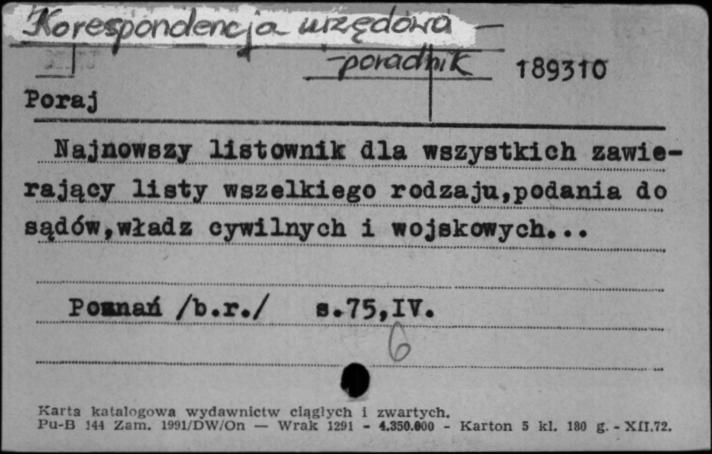 Korespondencja urzędowa -
- poradnik
189310
Poraj
Najnowszy listownik dla wszystkich zawie-
rający listy wszelkiego rodzaju,podania do
sądów,władz cywilnych i wojskowych...
Poznań /b.r./ s.75,IV.
6
Karta katalogowa wydawnictw ciągłych i zwartych.
Pu-B 144 Zam. 1991/DW/On — Wrak 1291 - 4.350.000 - Karton 5 kl. 180 g. - XII.72.